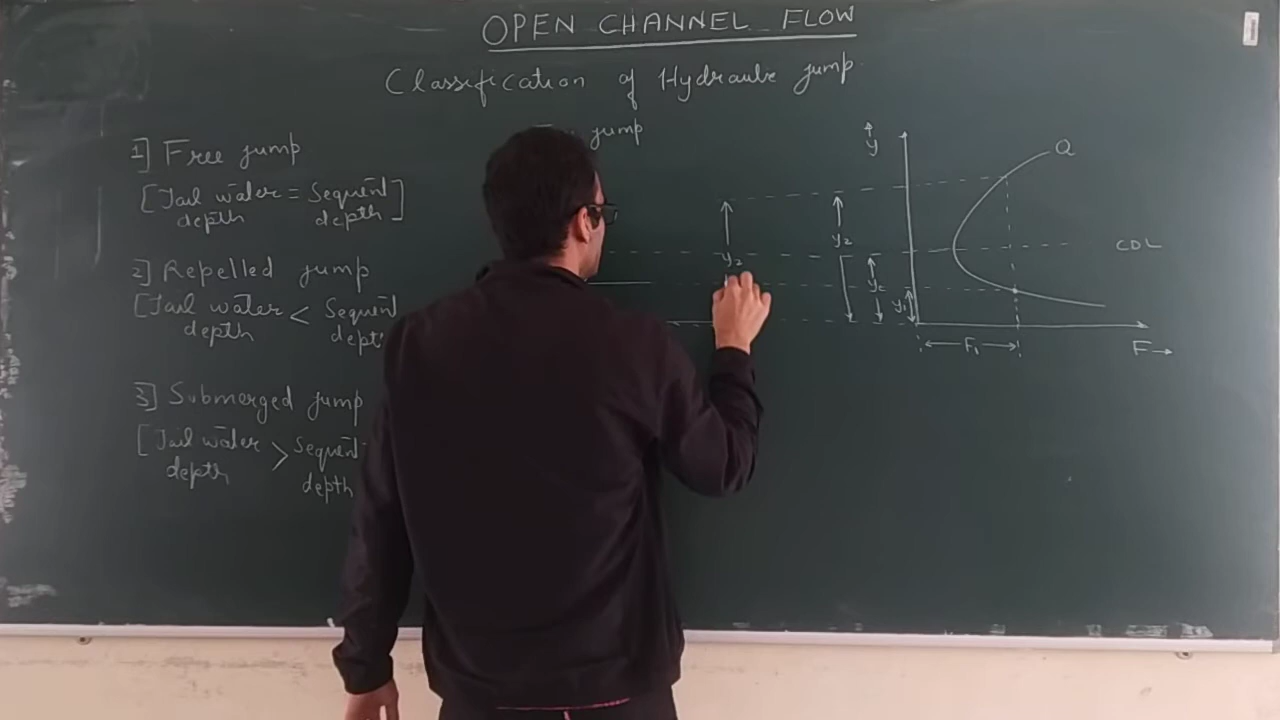 OPEN CHANNEL FLOW
Classification of Hydraulic jump
1] Free jump
[Tail water = Sequent]
depth depth
2] Repelled jump
[Tail water < Sequent
depth
3] Submerged jump
[Tail water > Sequent
depth depth
jump
y₂
y
Q
y₂
yc
y₁
CDL
F₁
F→